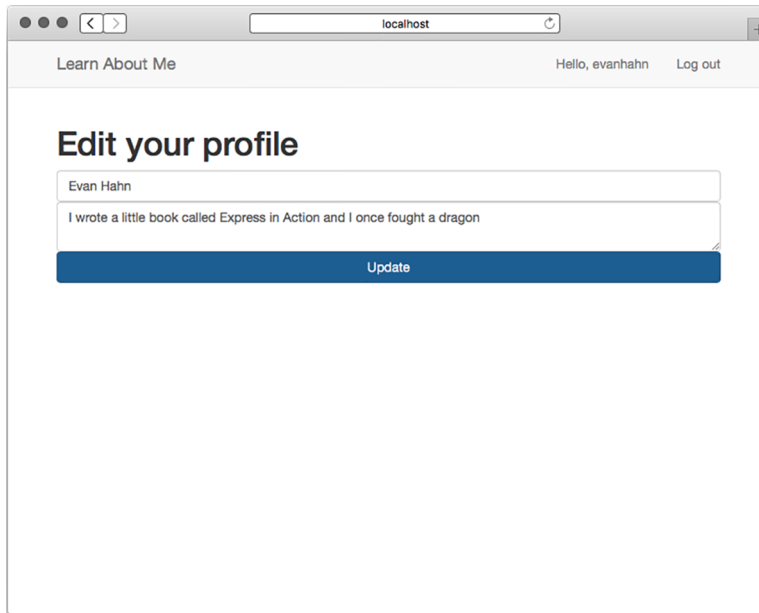 localhost
Learn About Me Hello, evanhahn Log out
Edit your profile
Evan Hahn
I wrote a little book called Express in Action and I once fought a dragon
Update